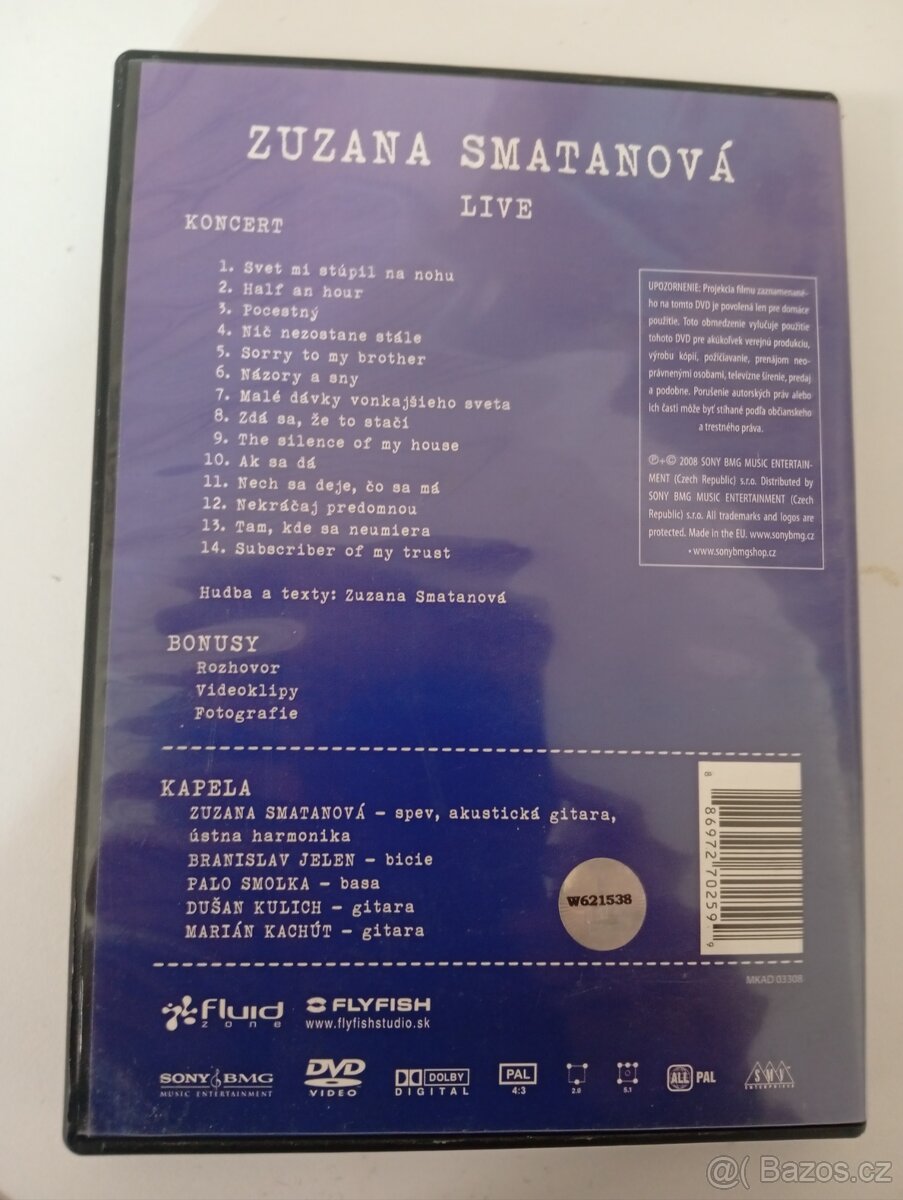 ZUZANA SMATANOVÁ
LIVE
KONCERT
1. Svet mi stúpil na nohu
2. Half an hour
3. Pocestný
4. Nič nezostane stále
5. Sorry to my brother
6. Názory a sny
7. Malé dávky vonkajšieho sveta
8. Zdá sa, že to stačí
9. The silence of my house
10. Ak sa dá
11. Nech sa deje, čo sa má
12. Nekráčaj predomnou
13. Tam, kde sa neumiera
14. Subscriber of my trust
Hudba a texty: Zuzana Smatanová
UPOZORNENIE: Projekcia filmu zaznamenané-
ho na tomto DVD je povolená len pre domáce
použitie. Toto obmedzenie vylučuje použitie
tohoto DVD pre akúkoľvek verejnú produkciu,
výrobu kópií, požičiavanie, prenájom neo-
právnenými osobami, televízne šírenie, predaj
a podobne. Porušenie autorských práv alebo
ich častí môže byť stíhané podľa občianskeho
a trestného práva.
℗+© 2008 SONY BMG MUSIC ENTERTAIN-
MENT (Czech Republic) s.r.o. Distributed by
SONY BMG MUSIC ENTERTAINMENT (Czech
Republic) s.r.o. All trademarks and logos are
protected. Made in the EU. www.sonybmg.cz
• www.sonybmgshop.cz
BONUSY
Rozhovor
Videoklipy
Fotografie
KAPELA
ZUZANA SMATANOVÁ – spev, akustická gitara,
ústna harmonika
BRANISLAV JELEN – bicie
PALO SMOLKA – basa
DUŠAN KULICH – gitara
MARIÁN KACHÚT – gitara
W621538
8 86972 70259 9
MKAD 03308
fluid
zone
FLYFISH
www.flyfishstudio.sk
SONY BMG
MUSIC ENTERTAINMENT
DVD
VIDEO
DOLBY
DIGITAL
PAL
4:3
2.0
5.1
ALL PAL
SMI
ENTERPRISE
@( Bazos.cz